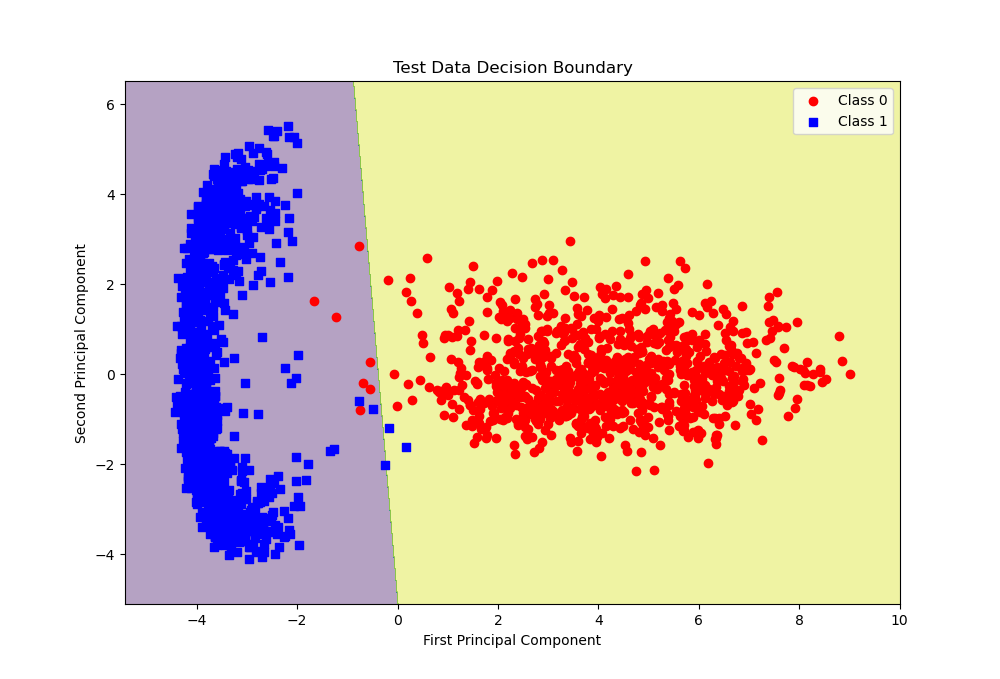 Test Data Decision Boundary
Class 0
Class 1
6
4
2
0
−2
−4
Second Principal Component
−4
−2
0
2
4
6
8
10
First Principal Component